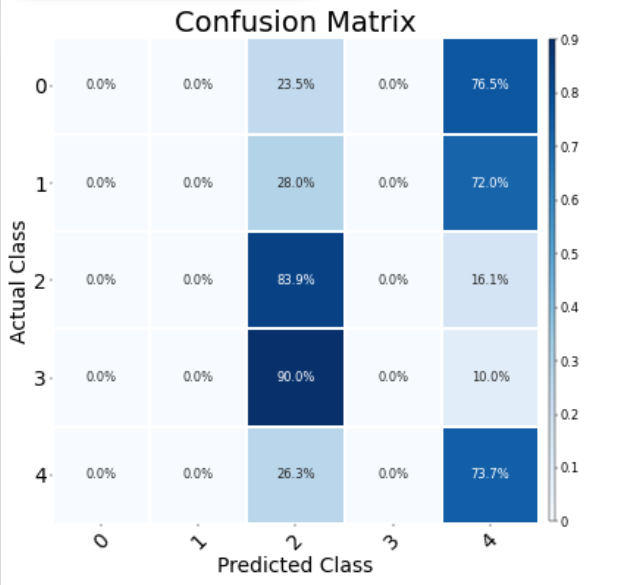 Confusion Matrix
0 0.0% 0.0% 23.5% 0.0% 76.5%
1 0.0% 0.0% 28.0% 0.0% 72.0%
2 0.0% 0.0% 83.9% 0.0% 16.1%
3 0.0% 0.0% 90.0% 0.0% 10.0%
4 0.0% 0.0% 26.3% 0.0% 73.7%
0 1 2 3 4
Actual Class
Predicted Class
0.9
0.8
0.7
0.6
0.5
0.4
0.3
0.2
0.1
0